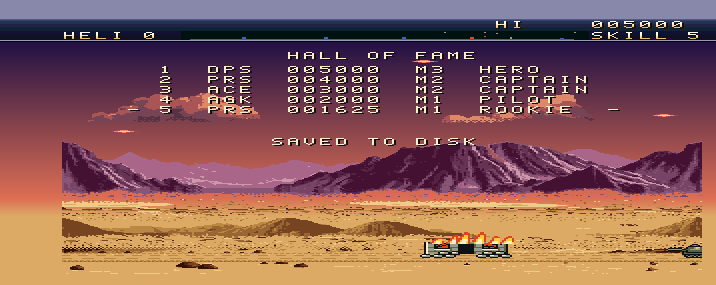 HI 005000
HELI 0 SKILL 5
HALL OF FAME
1 DPS 005000 M3 HERO
2 PRS 004000 M2 CAPTAIN
3 ACE 003000 M2 CAPTAIN
4 AGK 002000 M1 PILOT
- 5 PRS 001625 M1 ROOKIE -
SAVED TO DISK